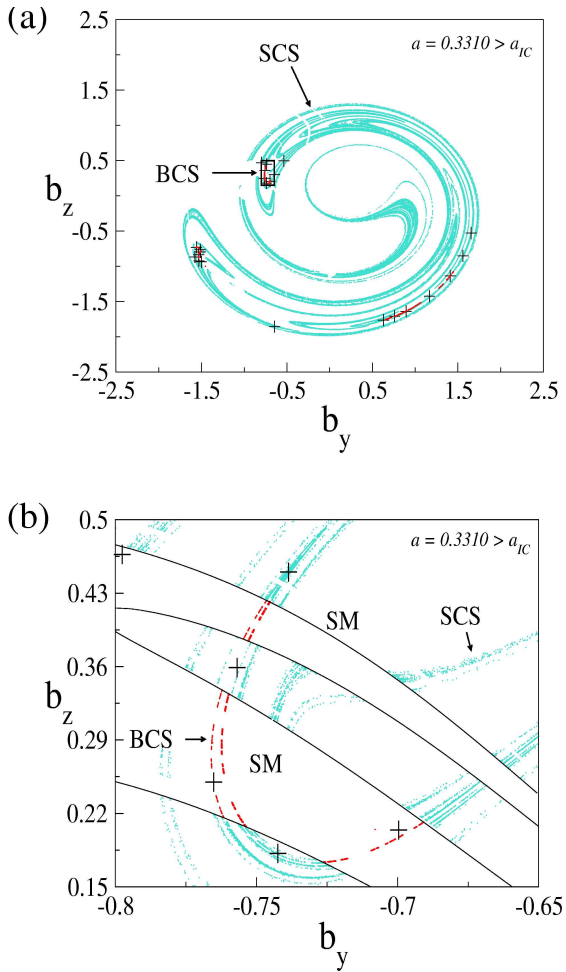 (a)
2.5
a = 0.3310 > a_IC
SCS
1.5
0.5
BCS
b_z
-0.5
-1.5
-2.5
-2.5 -1.5 -0.5 0.5 1.5 2.5
b_y
(b)
0.5
a = 0.3310 > a_IC
0.43
SM
SCS
0.36
b_z
0.29
BCS
SM
0.22
0.15
-0.8 -0.75 -0.7 -0.65
b_y